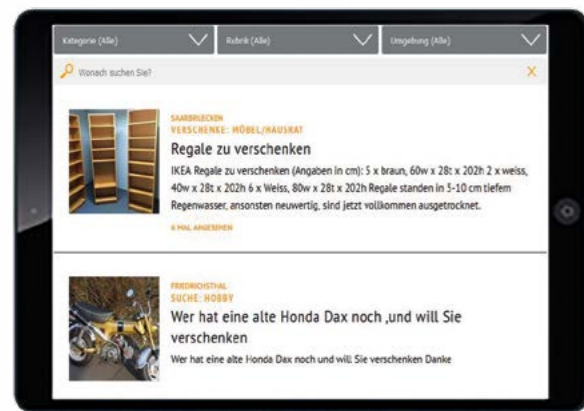 Kategorie (Alle)
Rubrik (Alle)
Umgebung (Alle)
Wonach suchen Sie?
X
SAARBRÜCKEN
VERSCHENKE: MÖBEL/HAUSRAT
Regale zu verschenken
IKEA Regale zu verschenken (Angaben in cm): 5 x braun, 60w x 28t x 202h 2 x weiss,
40w x 28t x 202h 6 x Weiss, 80w x 28t x 202h Regale standen in 3-10 cm tiefem
Regenwasser, ansonsten neuwertig, sind jetzt vollkommen ausgetrocknet.
6 MAL ANGESEHEN
FRIEDRICHSTHAL
SUCHE: HOBBY
Wer hat eine alte Honda Dax noch ,und will Sie
verschenken
Wer hat eine alte Honda Dax noch und will Sie verschenken Danke